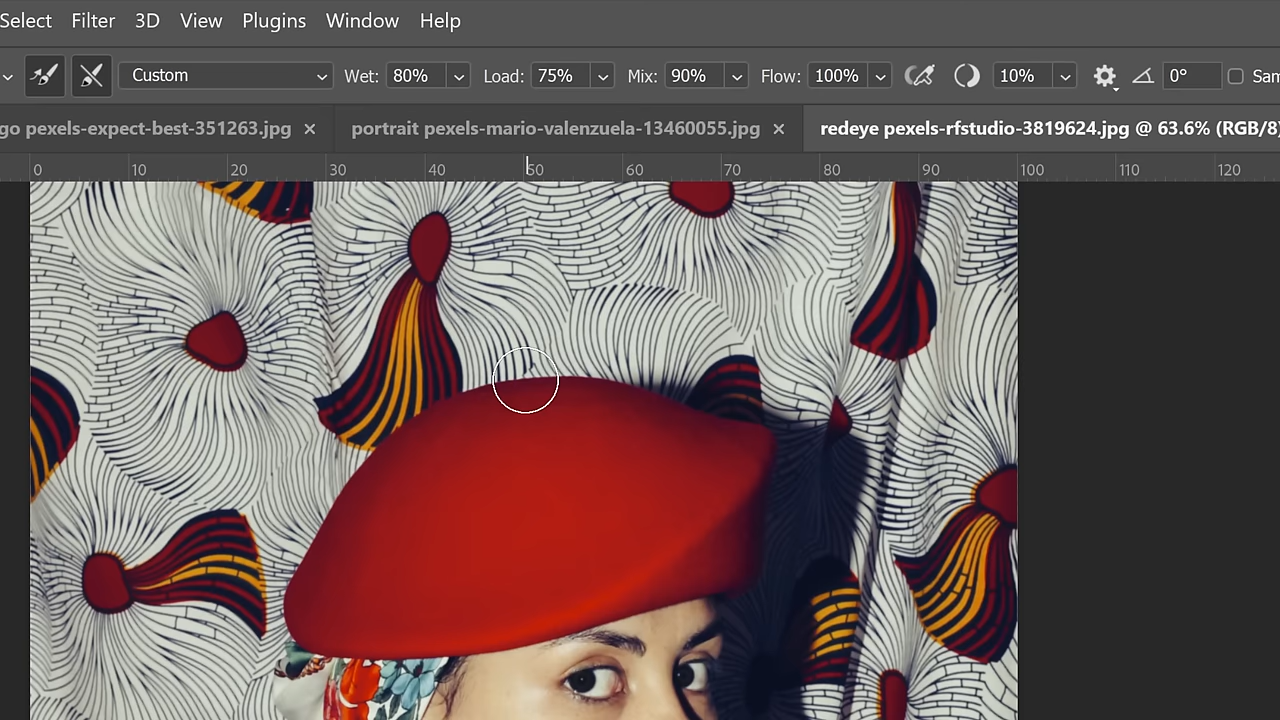 Select Filter 3D View Plugins Window Help
Custom Wet: 80% Load: 75% Mix: 90% Flow: 100% 10% 0° Sam
go pexels-expect-best-351263.jpg × portrait pexels-mario-valenzuela-13460055.jpg × redeye pexels-rfstudio-3819624.jpg @ 63.6% (RGB/8)
0 10 20 30 40 50 60 70 80 90 100 110 120